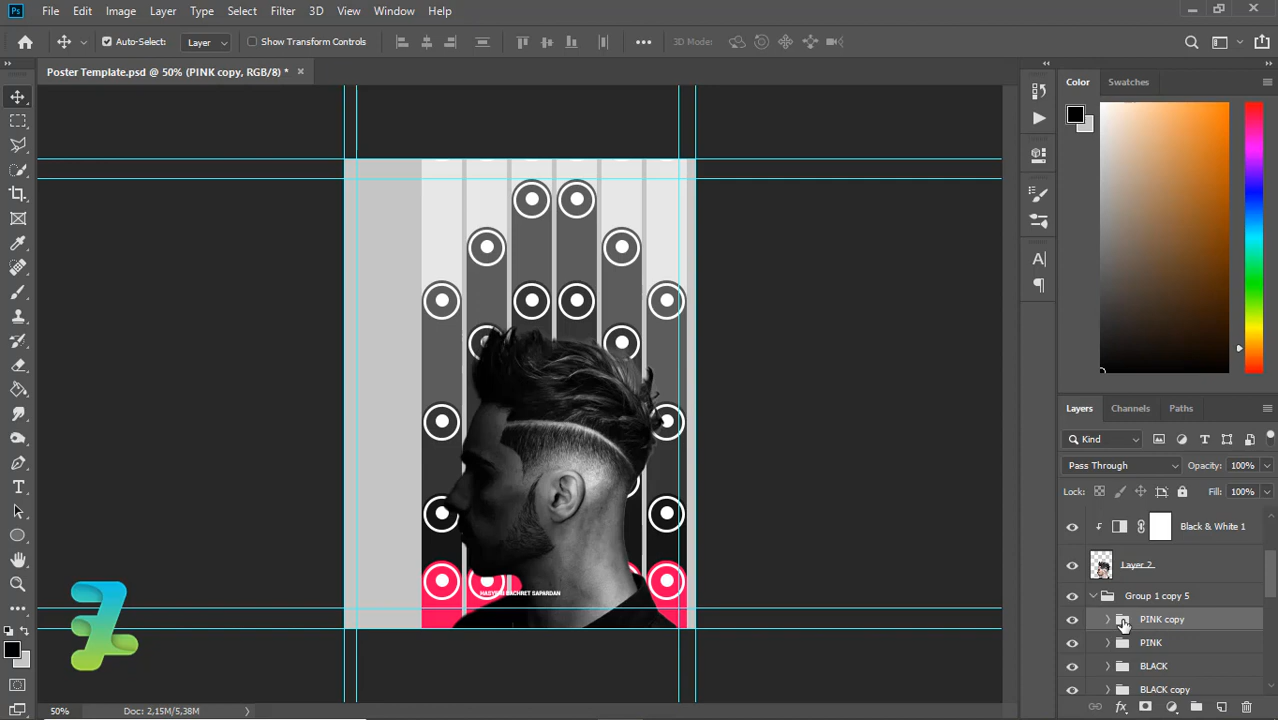 Ps File Edit Image Layer Type Select Filter 3D View Window Help
Auto-Select: Layer Show Transform Controls 3D Mode:
Poster Template.psd @ 50% (PINK copy, RGB/8) *
Color Swatches
Layers Channels Paths
Kind
Pass Through Opacity: 100%
Lock: Fill: 100%
Black & White 1
Layer 2
Group 1 copy 5
PINK copy
PINK
BLACK
BLACK copy
50% Doc: 2,15M/5,38M